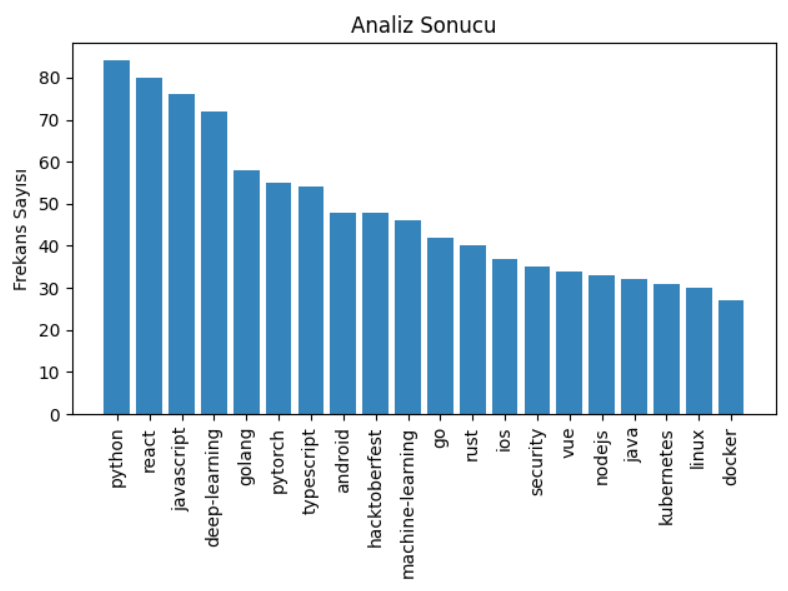 Analiz Sonucu
Frekans Sayısı
80
70
60
50
40
30
20
10
0
python
react
javascript
deep-learning
golang
pytorch
typescript
android
hacktoberfest
machine-learning
go
rust
ios
security
vue
nodejs
java
kubernetes
linux
docker